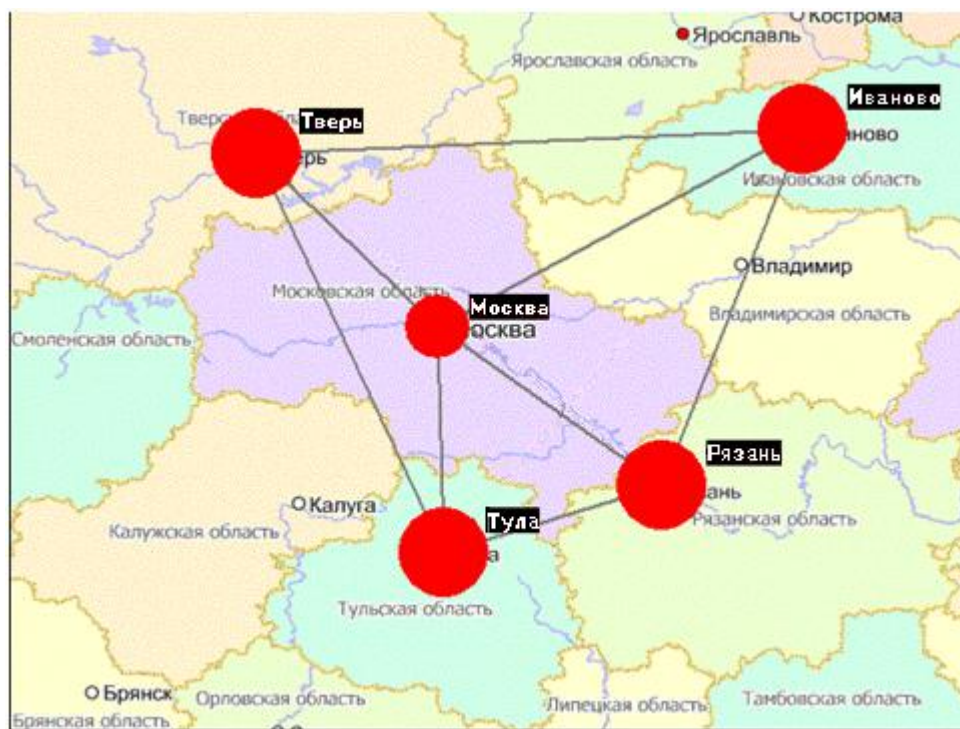 Кострома
Ярославль
Ярославская область
Иваново
Тверь
Ивановская область
Владимир
Московская область
Москва
Владимирская область
Смоленская область
Рязань
Калуга
Тула
Рязанская область
Калужская область
Тульская область
Брянск
Орловская область
Липецкая область
Тамбовская область
Брянская область